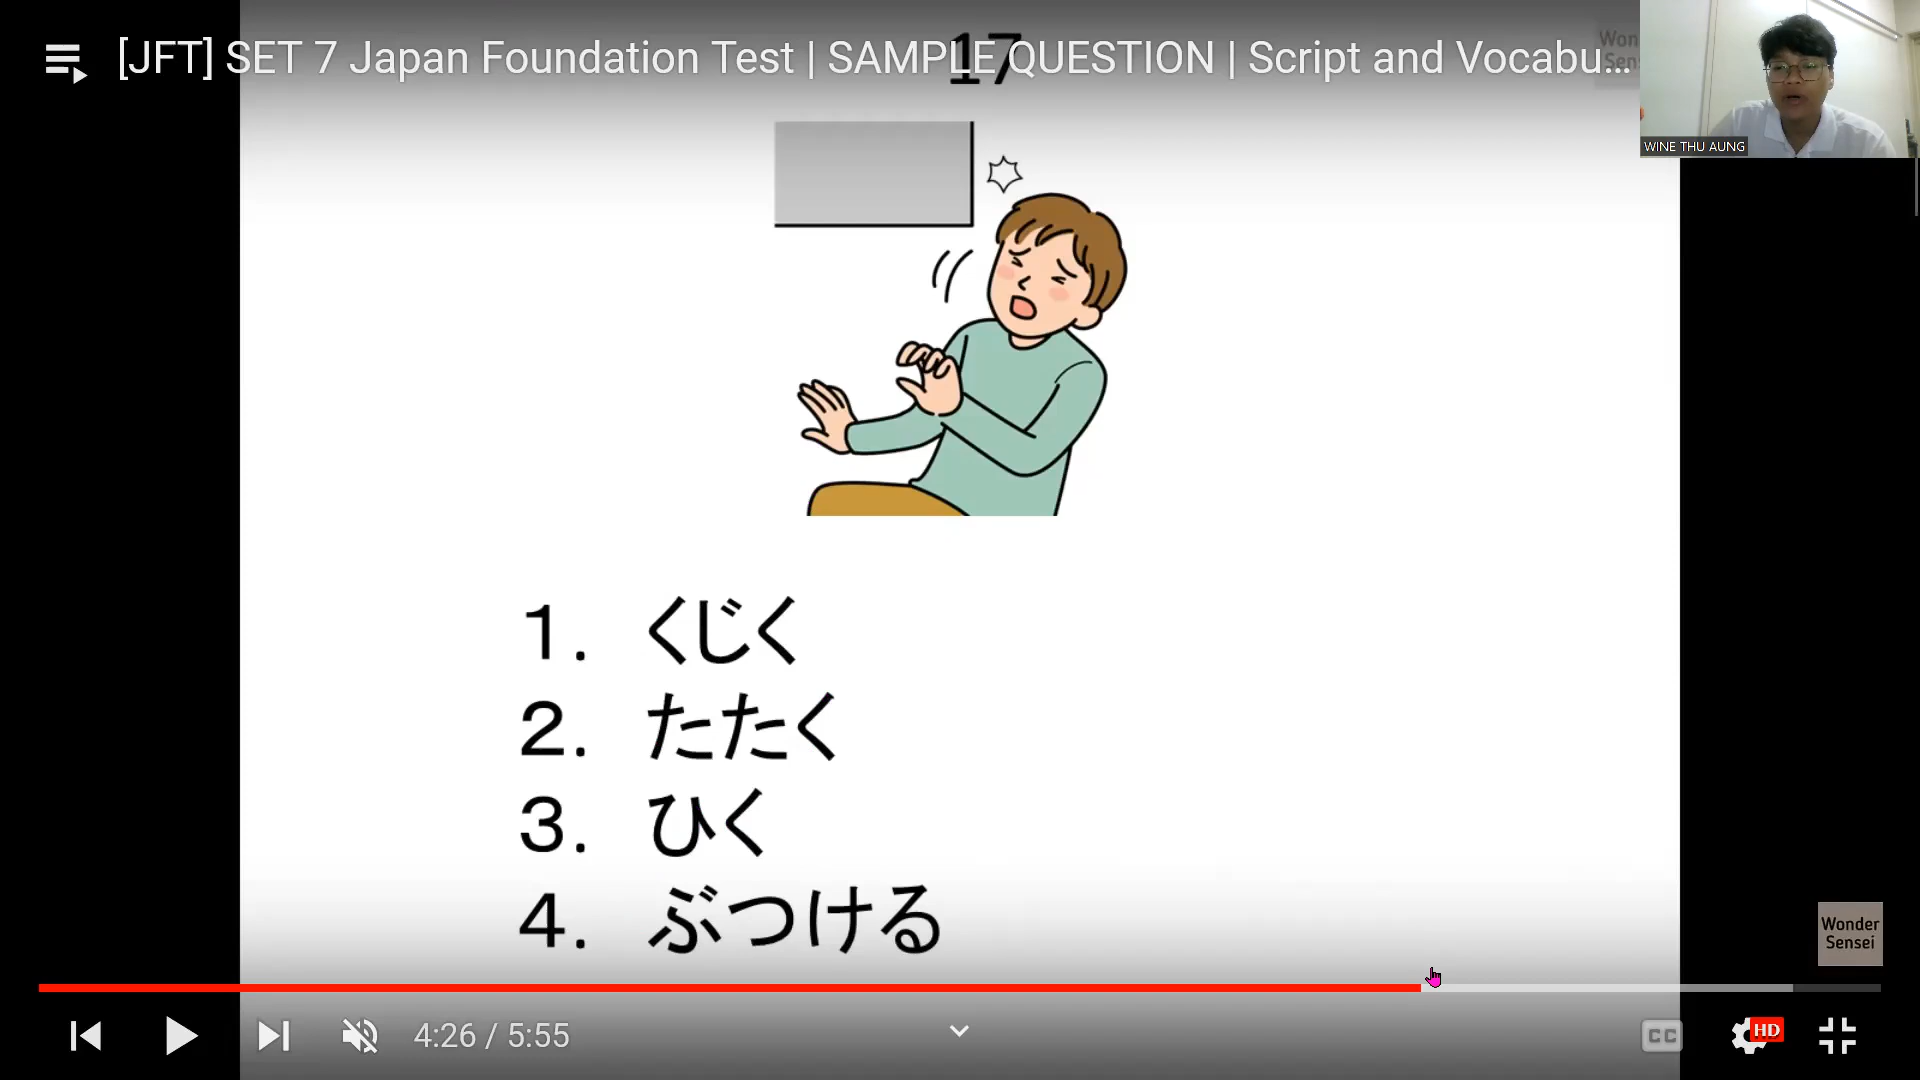 [JFT] SET 7 Japan Foundation Test | SAMPLE QUESTION | Script and Vocabu...
17
WINE THU AUNG
1. くじく
2. たたく
3. ひく
4. ぶつける
Wonder
Sensei
4:26 / 5:55
CC
HD